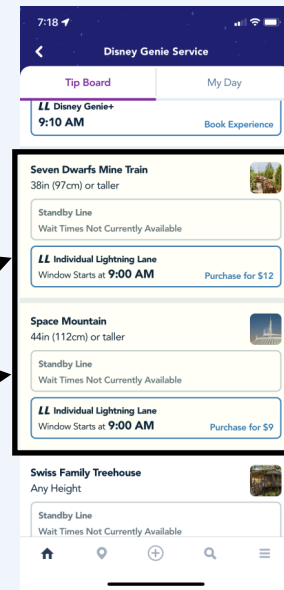 7:18
Disney Genie Service
Tip Board
My Day
LL Disney Genie+
9:10 AM
Book Experience
Seven Dwarfs Mine Train
38in (97cm) or taller
Standby Line
Wait Times Not Currently Available
LL Individual Lightning Lane
Window Starts at 9:00 AM
Purchase for $12
Space Mountain
44in (112cm) or taller
Standby Line
Wait Times Not Currently Available
LL Individual Lightning Lane
Window Starts at 9:00 AM
Purchase for $9
Swiss Family Treehouse
Any Height
Standby Line
Wait Times Not Currently Available